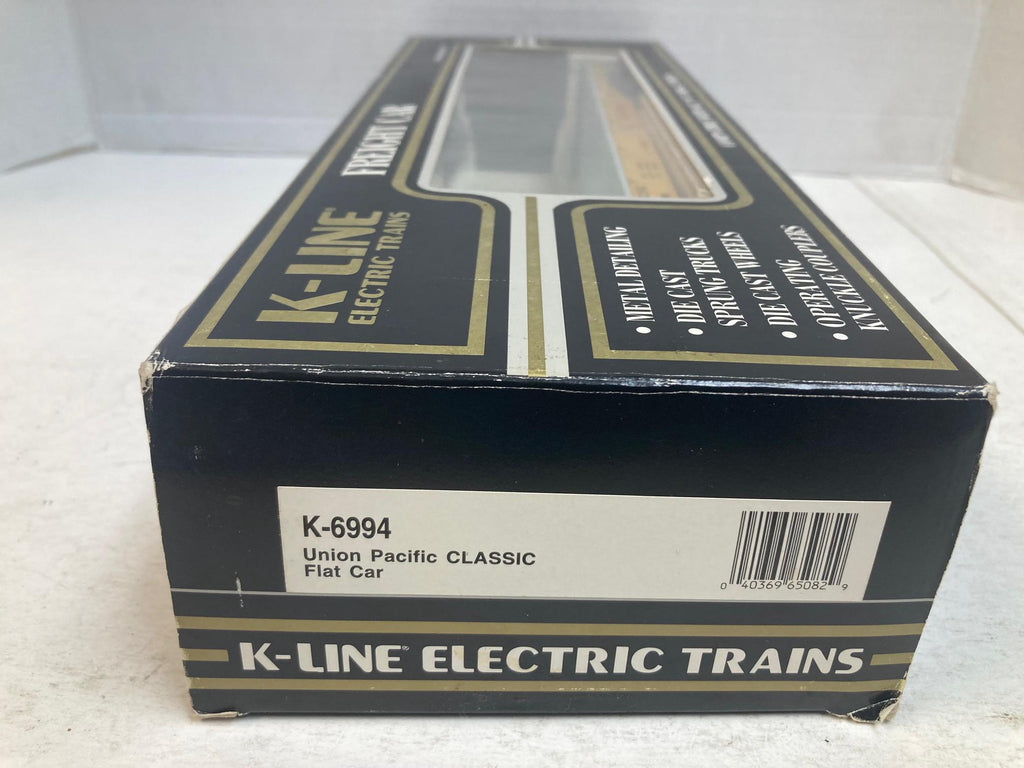 FREIGHT CAR
K-LINE®
ELECTRIC TRAINS
• METAL DETAILING
• DIE CAST
SPRUNG TRUCKS
• DIE CAST WHEELS
• OPERATING
KNUCKLE COUPLERS
K-6994
Union Pacific CLASSIC
Flat Car
0 40369 65082 9
K-LINE® ELECTRIC TRAINS